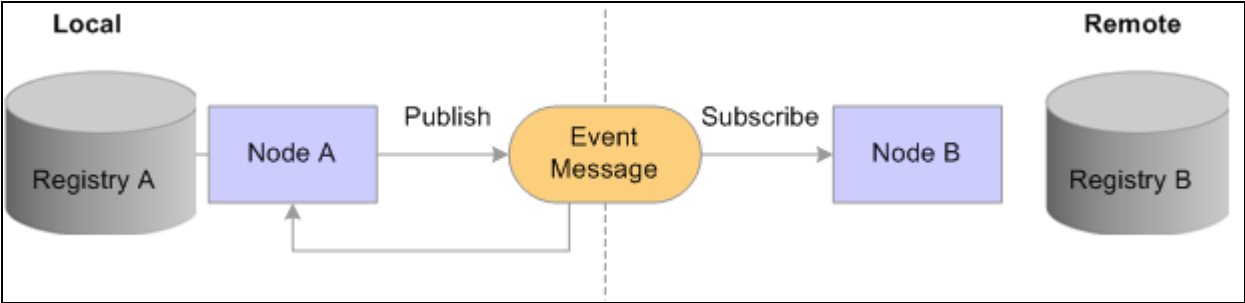 Local
Remote
Registry A
Node A
Publish
Event
Message
Subscribe
Node B
Registry B